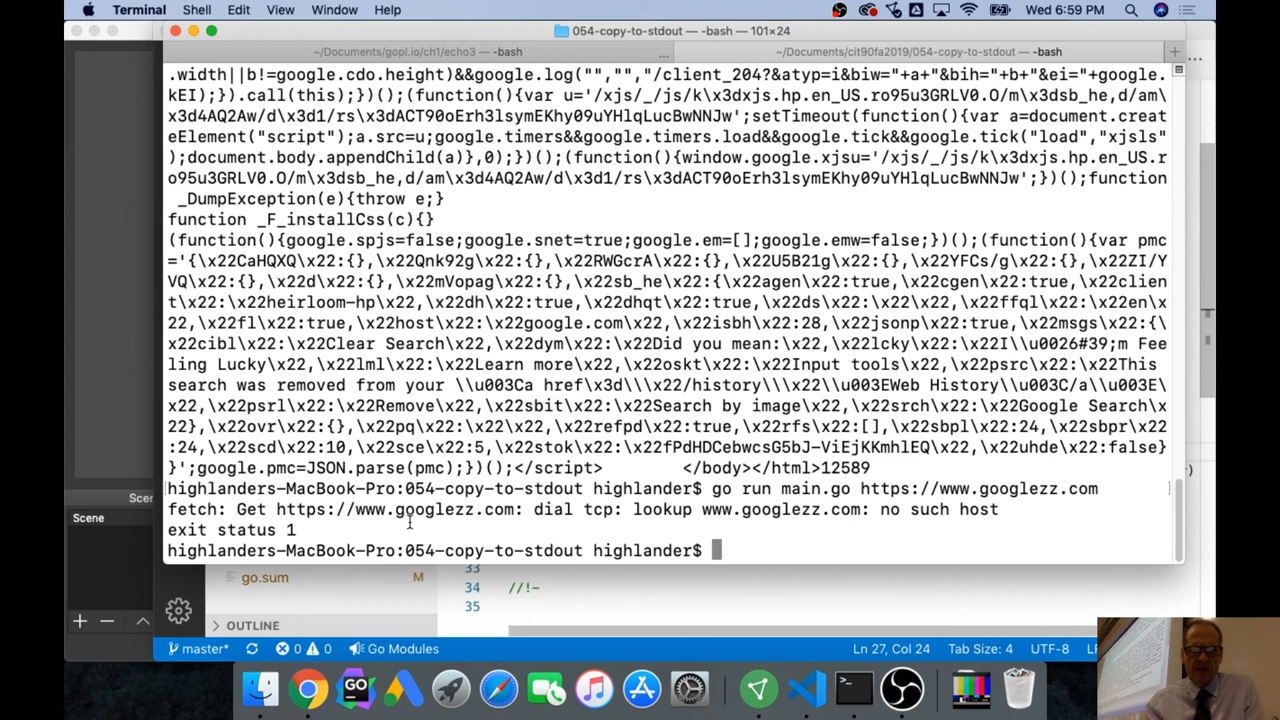 Terminal Shell Edit View Window Help Wed 6:59 PM
054-copy-to-stdout — -bash — 101×24
~/Documents/gopl.io/ch1/echo3 — -bash ... ~/Documents/cit90fa2019/054-copy-to-stdout — -bash +
.width||b!=google.cdo.height)&&google.log("","","/client_204?&atyp=i&biw="+a+"&bih="+b+"&ei="+google.
kEI);}).call(this);})();(function(){var u='/xjs/_/js/k\x3dxjs.hp.en_US.ro95u3GRLV0.O/m\x3dsb_he,d/am\
x3d4AQ2Aw/d\x3d1/rs\x3dACT90oErh3lsymEKhy09uYHlqLucBwNNJw';setTimeout(function(){var a=document.creat
eElement("script");a.src=u;google.timers&&google.timers.load&&google.tick&&google.tick("load","xjsls"
);document.body.appendChild(a)},0);})();(function(){window.google.xjsu='/xjs/_/js/k\x3dxjs.hp.en_US.r
o95u3GRLV0.O/m\x3dsb_he,d/am\x3d4AQ2Aw/d\x3d1/rs\x3dACT90oErh3lsymEKhy09uYHlqLucBwNNJw';})();function
_DumpException(e){throw e;}
function _F_installCss(c){}
(function(){google.spjs=false;google.snet=true;google.em=[];google.emw=false;})();(function(){var pmc
='{\x22CaHQXQ\x22:{},\x22Qnk92g\x22:{},\x22RWGcrA\x22:{},\x22U5B21g\x22:{},\x22YFCs/g\x22:{},\x22ZI/Y
VQ\x22:{},\x22d\x22:{},\x22mVopag\x22:{},\x22sb_he\x22:{\x22agen\x22:true,\x22cgen\x22:true,\x22clien
t\x22:\x22heirloom-hp\x22,\x22dh\x22:true,\x22dhqt\x22:true,\x22ds\x22:\x22\x22,\x22ffql\x22:\x22en\x22
,\x22fl\x22:true,\x22host\x22:\x22google.com\x22,\x22isbh\x22:28,\x22jsonp\x22:true,\x22msgs\x22:{\
x22cibl\x22:\x22Clear Search\x22,\x22dym\x22:\x22Did you mean:\x22,\x22lcky\x22:\x22I\\u0026#39;m Fee
ling Lucky\x22,\x22lml\x22:\x22Learn more\x22,\x22oskt\x22:\x22Input tools\x22,\x22psrc\x22:\x22This
search was removed from your \\u003Ca href\x3d\\\x22/history\\\x22\\u003EWeb History\\u003C/a\\u003E\
x22,\x22psrl\x22:\x22Remove\x22,\x22sbit\x22:\x22Search by image\x22,\x22srch\x22:\x22Google Search\x
22},\x22ovr\x22:{},\x22pq\x22:\x22\x22,\x22refpd\x22:true,\x22rfs\x22:[],\x22sbpl\x22:24,\x22sbpr\x22
:24,\x22scd\x22:10,\x22sce\x22:5,\x22stok\x22:\x22fPdHDCebwcsG5bJ-ViEjKKmhlEQ\x22,\x22uhde\x22:false}
}';google.pmc=JSON.parse(pmc);})();</script> </body></html>12589
highlanders-MacBook-Pro:054-copy-to-stdout highlander$ go run main.go https://www.googlezz.com
fetch: Get https://www.googlezz.com: dial tcp: lookup www.googlezz.com: no such host
exit status 1
highlanders-MacBook-Pro:054-copy-to-stdout highlander$
Scen
Scene
33
go.sum M 34 //!-
35
OUTLINE
master* 0 0 Go Modules Ln 27, Col 24 Tab Size: 4 UTF-8
GO